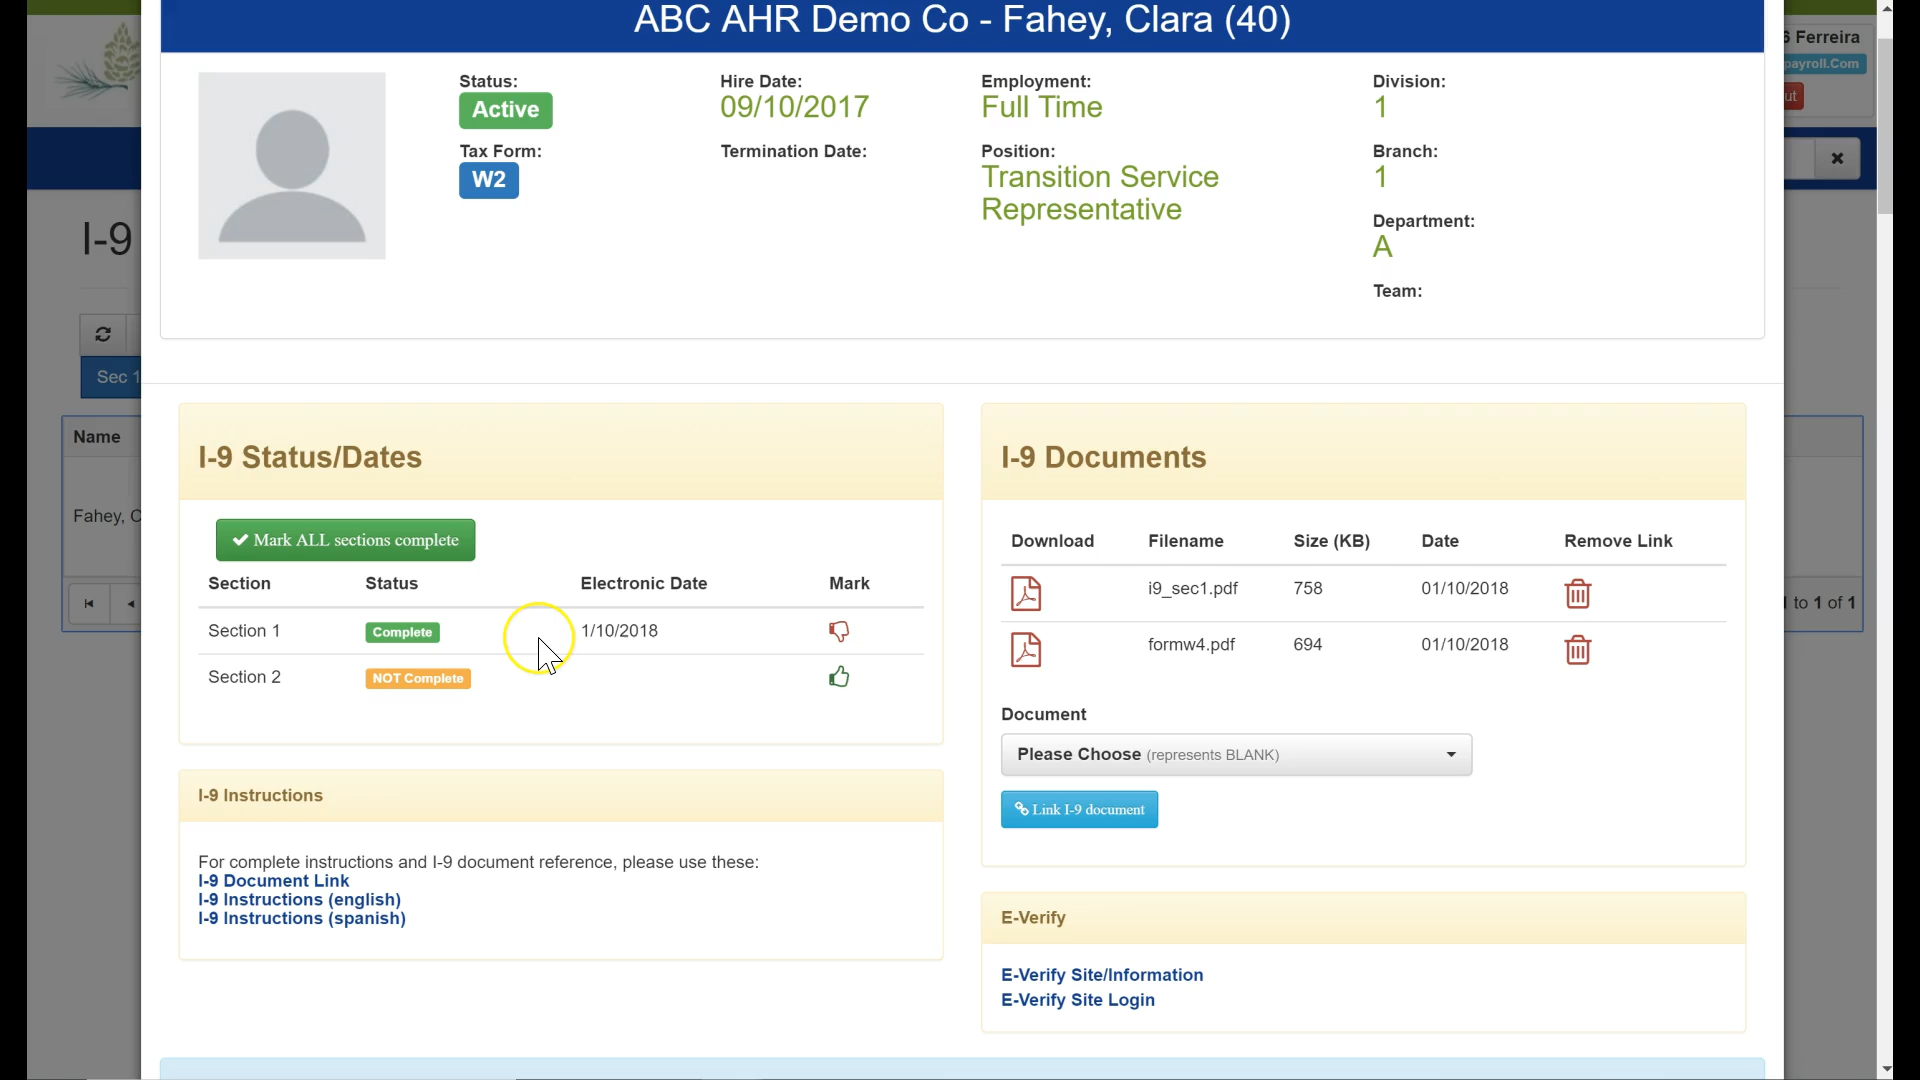 ABC AHR Demo Co - Fahey, Clara (40)
6 Ferreira
payroll.Com
ut
Status:
Active
Tax Form:
W2
Hire Date:
09/10/2017
Termination Date:
Employment:
Full Time
Position:
Transition Service
Representative
Division:
1
Branch:
1
Department:
A
Team:
I-9
Sec 1
Name
Fahey, C
to 1 of 1
I-9 Status/Dates
Mark ALL sections complete
Section Status Electronic Date Mark
Section 1 Complete 1/10/2018
Section 2 NOT Complete
I-9 Instructions
For complete instructions and I-9 document reference, please use these:
I-9 Document Link
I-9 Instructions (english)
I-9 Instructions (spanish)
I-9 Documents
Download Filename Size (KB) Date Remove Link
i9_sec1.pdf 758 01/10/2018
formw4.pdf 694 01/10/2018
Document
Please Choose (represents BLANK)
Link I-9 document
E-Verify
E-Verify Site/Information
E-Verify Site Login